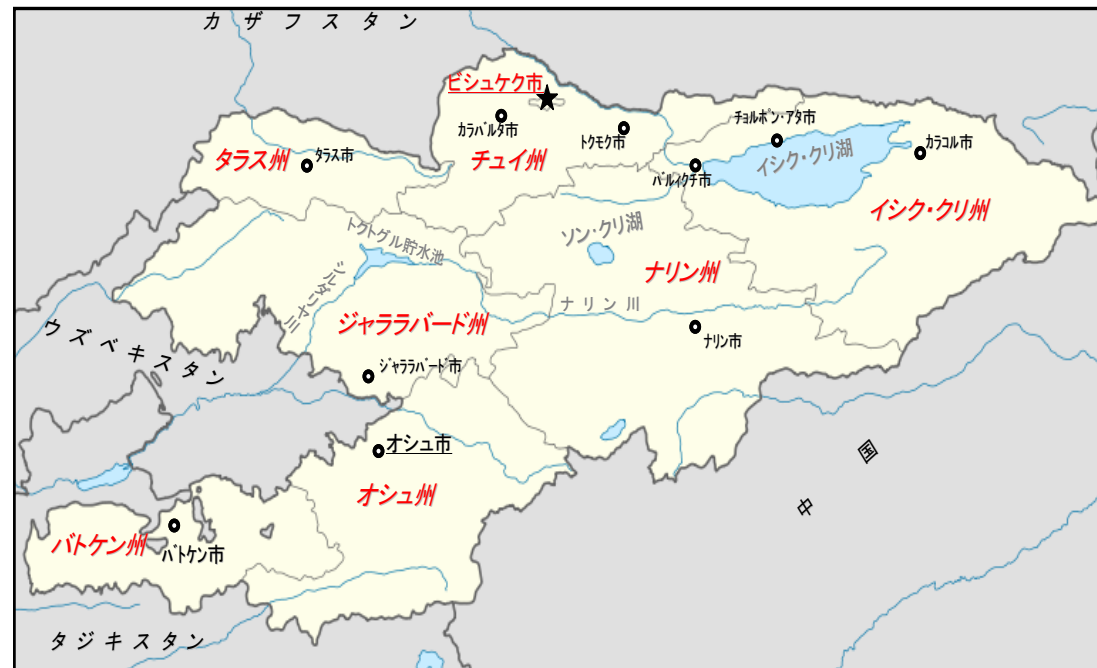 カザフスタン
ビシュケク市
カラバルタ市
トクモク市
チョルポン・アタ市
タラス州
タラス市
チュイ州
バルイクチ市
イシク・クリ湖
カラコル市
イシク・クリ州
トクトグル貯水池
ソン・クリ湖
ナリン州
シルダリヤ川
ナリン川
ジャララバード州
ナリン市
ウズベキスタン
ジャララバード市
オシュ市
中国
オシュ州
バトケン州
バトケン市
タジキスタン